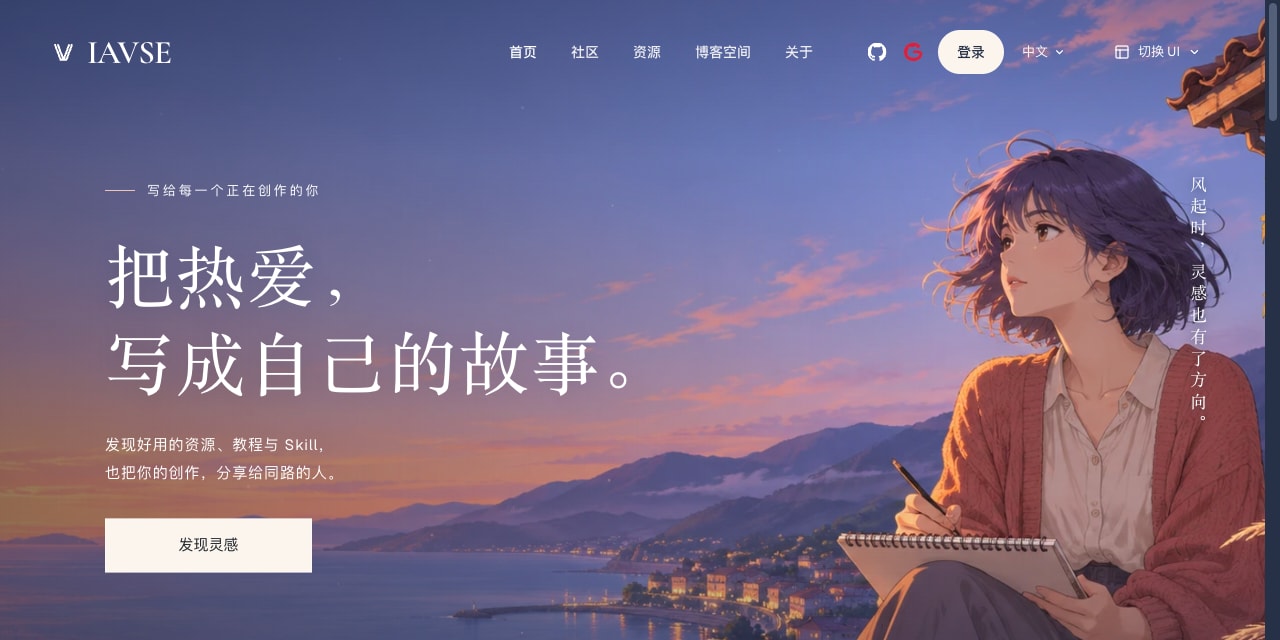 IAVSE
首页
社区
资源
博客空间
关于
登录
中文
切换 UI
写给每一个正在创作的你
把热爱，
写成自己的故事。
发现好用的资源、教程与 Skill，
也把你的创作，分享给同路的人。
发现灵感
风起时，灵感也有了方向。